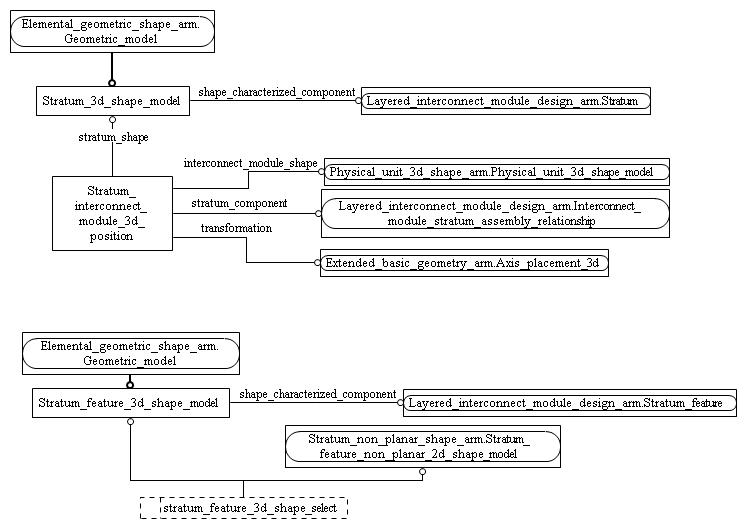 Elemental_geometric_shape_arm.
Geometric_model
Stratum_3d_shape_model
shape_characterized_component
Layered_interconnect_module_design_arm.Stratum
stratum_shape
interconnect_module_shape
Physical_unit_3d_shape_arm.Physical_unit_3d_shape_model
Stratum_
interconnect_
module_3d_
position
stratum_component
Layered_interconnect_module_design_arm.Interconnect_
module_stratum_assembly_relationship
transformation
Extended_basic_geometry_arm.Axis_placement_3d
Elemental_geometric_shape_arm.
Geometric_model
Stratum_feature_3d_shape_model
shape_characterized_component
Layered_interconnect_module_design_arm.Stratum_feature
Stratum_non_planar_shape_arm.Stratum_
feature_non_planar_2d_shape_model
stratum_feature_3d_shape_select